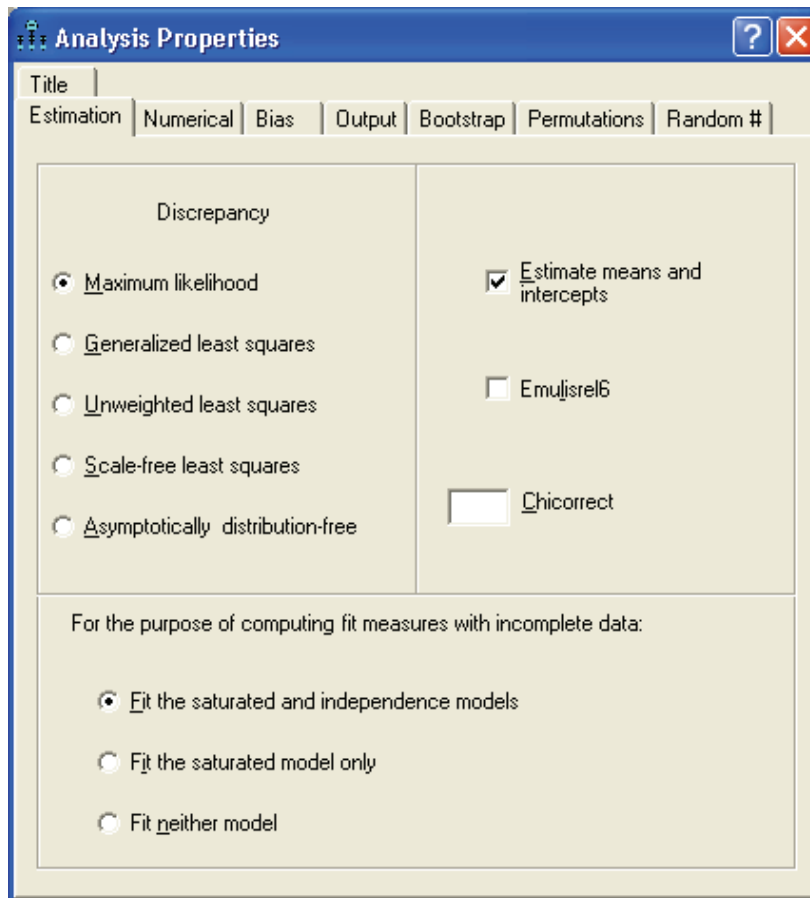 Analysis Properties
Title
Estimation Numerical Bias Output Bootstrap Permutations Random #
Discrepancy
Maximum likelihood
Generalized least squares
Unweighted least squares
Scale-free least squares
Asymptotically distribution-free
Estimate means and
intercepts
Emulisrel6
Chicorrect
For the purpose of computing fit measures with incomplete data:
Fit the saturated and independence models
Fit the saturated model only
Fit neither model